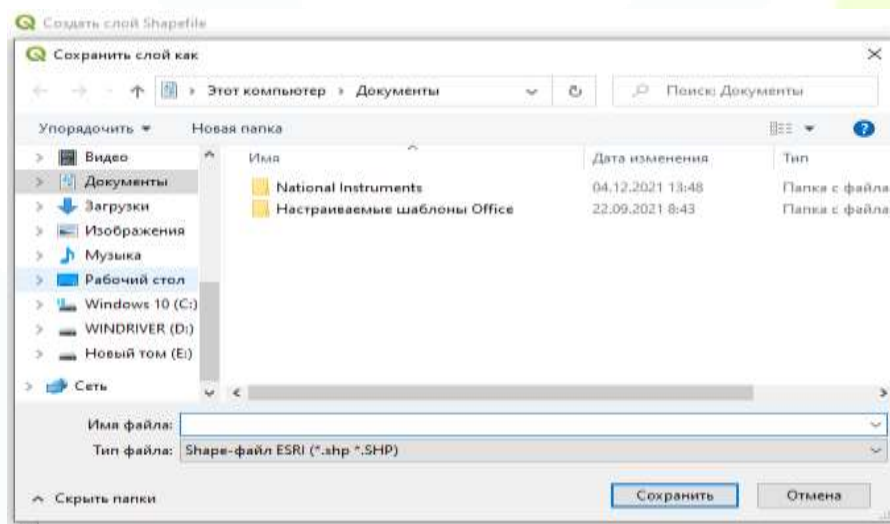 Создать слой Shapefile
Сохранить слой как
Этот компьютер › Документы
Поиск: Документы
Упорядочить
Новая папка
Имя
Дата изменения
Тип
Видео
Документы
Загрузки
Изображения
Музыка
Рабочий стол
Windows 10 (C:)
WINDRIVER (D:)
Новый том (E:)
Сеть
National Instruments 04.12.2021 13:48 Папка с файла
Настраиваемые шаблоны Office 22.09.2021 8:43 Папка с файла
Имя файла:
Тип файла: Shape-файл ESRI (*.shp *.SHP)
Скрыть папки
Сохранить
Отмена